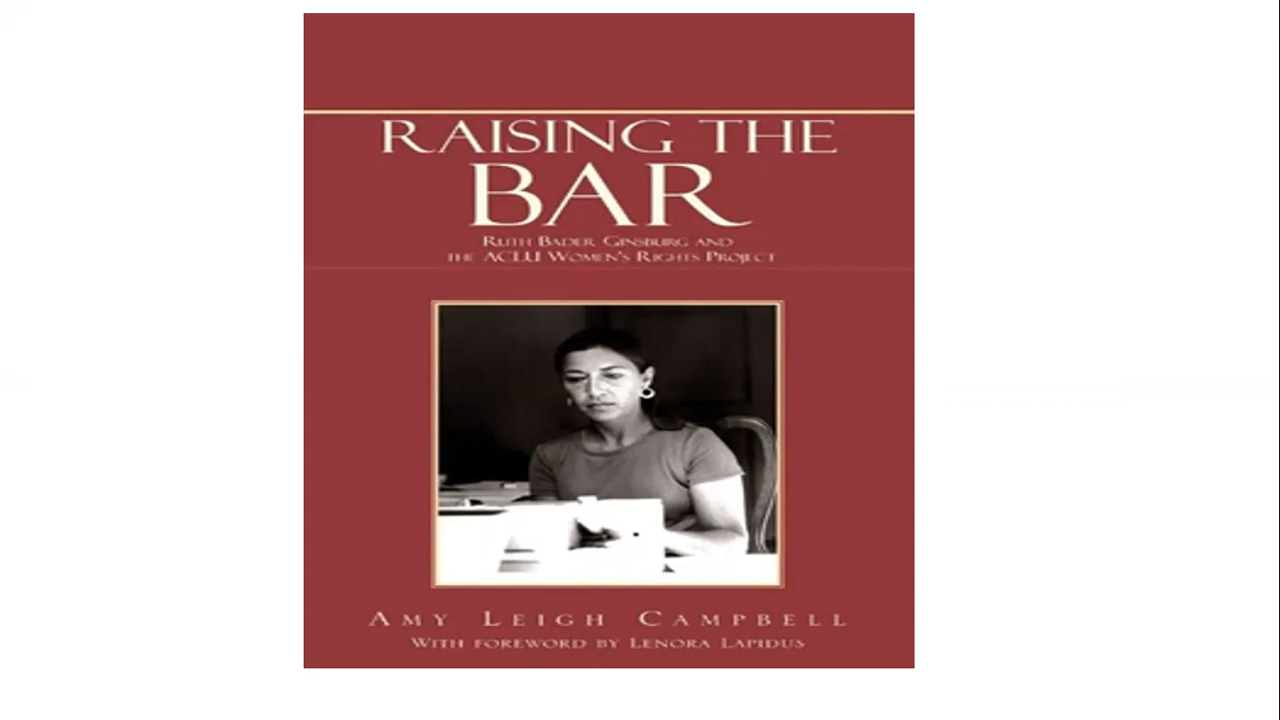 RAISING THE
BAR
RUTH BADER GINSBURG AND
THE ACLU WOMEN'S RIGHTS PROJECT
AMY LEIGH CAMPBELL
WITH FOREWORD BY LENORA LAPIDUS